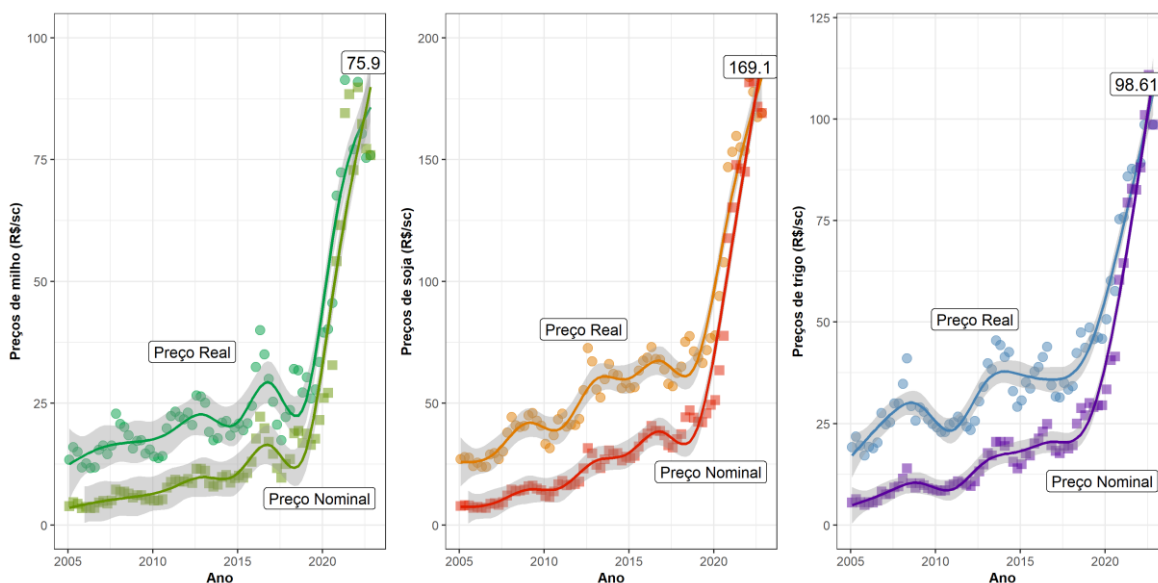 Preços de milho (R$/sc)
100
75
50
25
0
75.9
Preço Real
Preço Nominal
2005 2010 2015 2020
Ano
Preços de soja (R$/sc)
200
150
100
50
0
169.1
Preço Real
Preço Nominal
2005 2010 2015 2020
Ano
Preços de trigo (R$/sc)
125
100
75
50
25
0
98.61
Preço Real
Preço Nominal
2005 2010 2015 2020
Ano